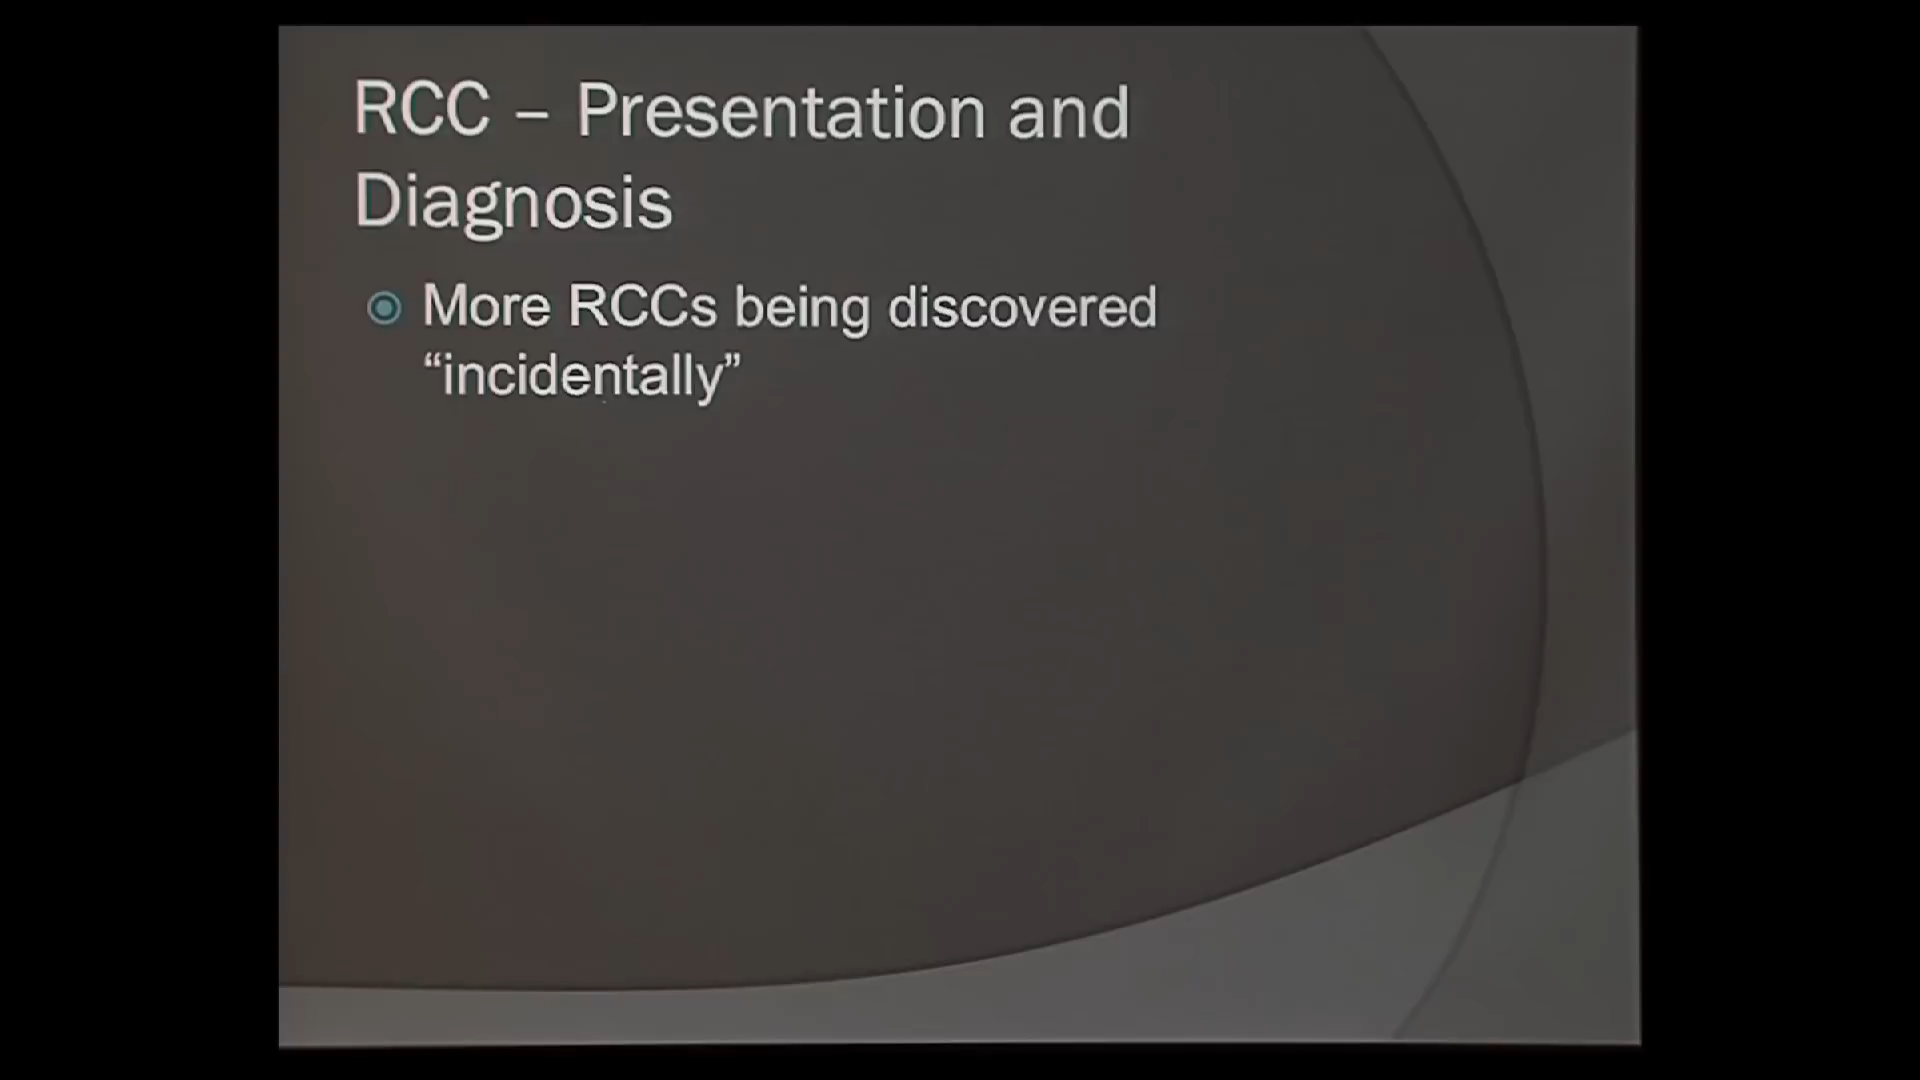 RCC – Presentation and
Diagnosis
More RCCs being discovered
“incidentally”